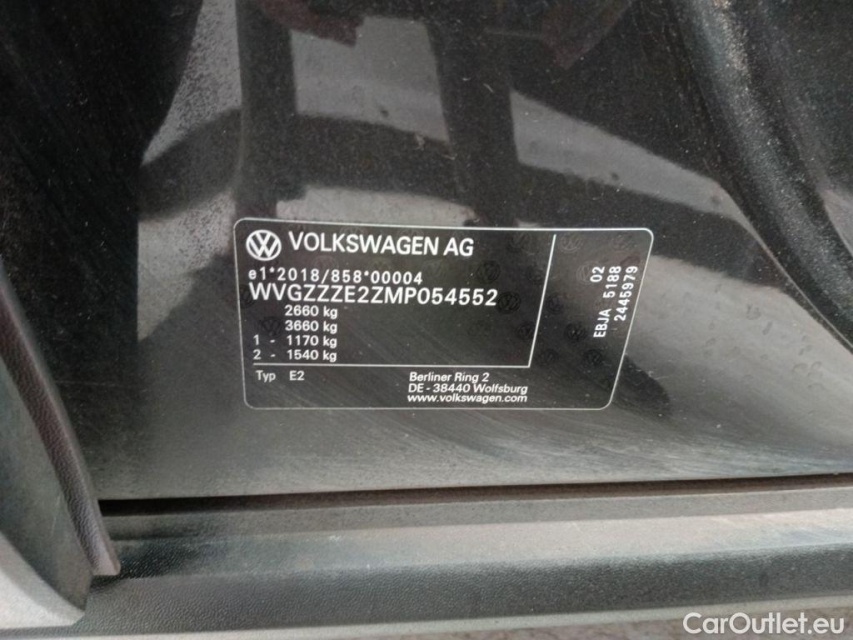 VOLKSWAGEN AG
e1*2018/858*00004
WVGZZZE2ZMP054552
2660 kg
3660 kg
1 - 1170 kg
2 - 1540 kg
Typ E2
Berliner Ring 2
DE - 38440 Wolfsburg
www.volkswagen.com
02
EBJA 5188
2445979
CarOutlet.eu